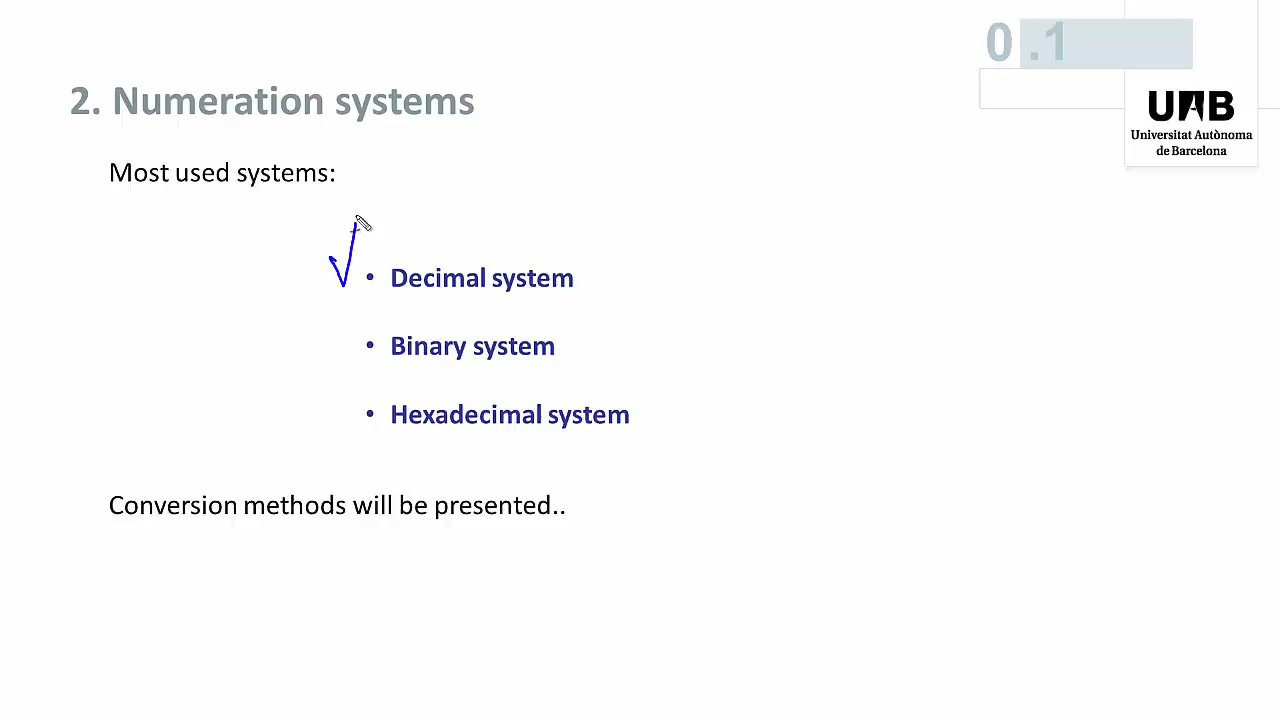 0.1
2. Numeration systems
UAB
Universitat Autònoma
de Barcelona
Most used systems:
• Decimal system
• Binary system
• Hexadecimal system
Conversion methods will be presented..